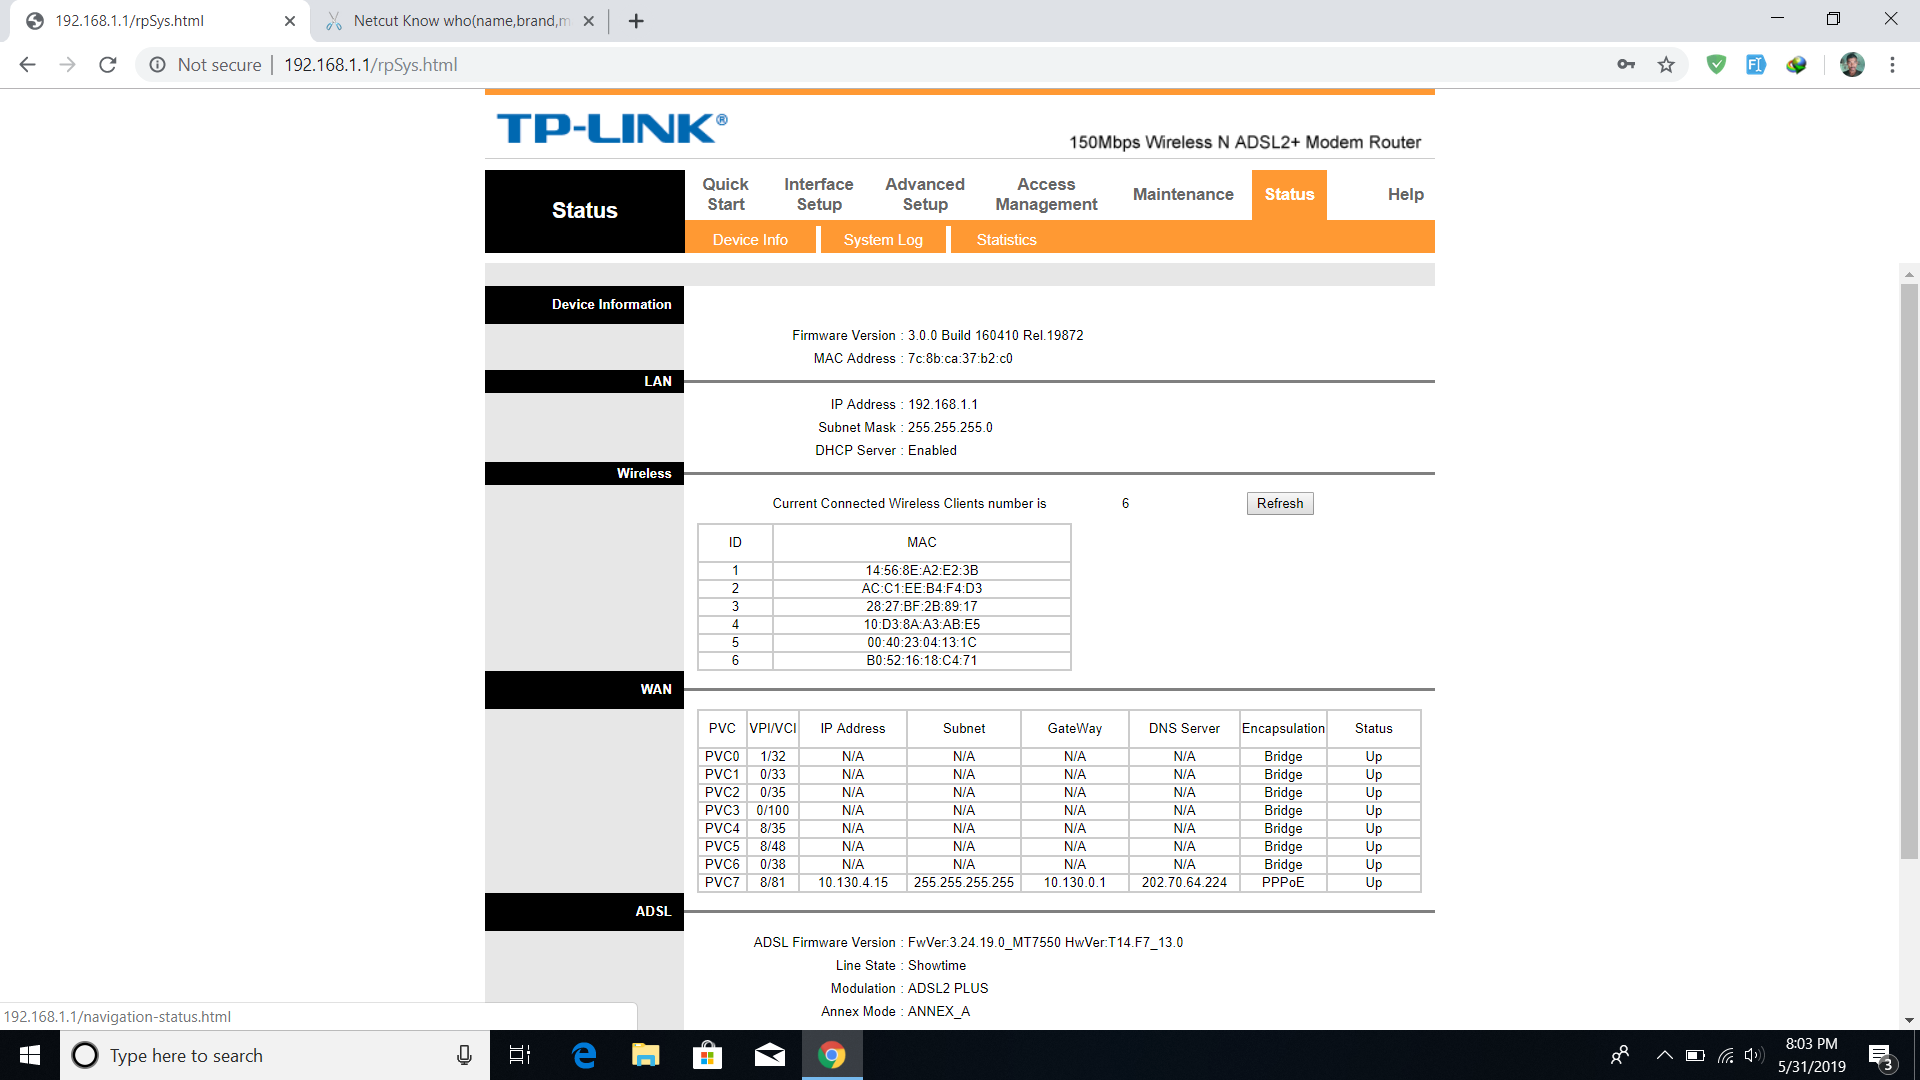 192.168.1.1/rpSys.html
Netcut Know who(name,brand,m
Not secure
192.168.1.1/rpSys.html
TP-LINK®
150Mbps Wireless N ADSL2+ Modem Router
Status
Quick Start
Interface Setup
Advanced Setup
Access Management
Maintenance
Status
Help
Device Info
System Log
Statistics
Device Information
Firmware Version : 3.0.0 Build 160410 Rel.19872
MAC Address : 7c:8b:ca:37:b2:c0
LAN
IP Address : 192.168.1.1
Subnet Mask : 255.255.255.0
DHCP Server : Enabled
Wireless
Current Connected Wireless Clients number is 6 Refresh
ID MAC
1 14:56:8E:A2:E2:3B
2 AC:C1:EE:B4:F4:D3
3 28:27:BF:2B:89:17
4 10:D3:8A:A3:AB:E5
5 00:40:23:04:13:1C
6 B0:52:16:18:C4:71
WAN
PVC VPI/VCI IP Address Subnet GateWay DNS Server Encapsulation Status
PVC0 1/32 N/A N/A N/A N/A Bridge Up
PVC1 0/33 N/A N/A N/A N/A Bridge Up
PVC2 0/35 N/A N/A N/A N/A Bridge Up
PVC3 0/100 N/A N/A N/A N/A Bridge Up
PVC4 8/35 N/A N/A N/A N/A Bridge Up
PVC5 8/48 N/A N/A N/A N/A Bridge Up
PVC6 0/38 N/A N/A N/A N/A Bridge Up
PVC7 8/81 10.130.4.15 255.255.255.255 10.130.0.1 202.70.64.224 PPPoE Up
ADSL
ADSL Firmware Version : FwVer:3.24.19.0_MT7550 HwVer:T14.F7_13.0
Line State : Showtime
Modulation : ADSL2 PLUS
Annex Mode : ANNEX_A
192.168.1.1/navigation-status.html
Type here to search
8:03 PM
5/31/2019
3